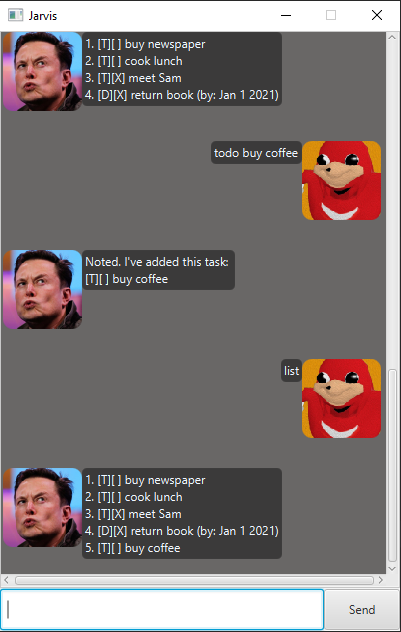 Jarvis
1. [T][ ] buy newspaper
2. [T][ ] cook lunch
3. [T][X] meet Sam
4. [D][X] return book (by: Jan 1 2021)
todo buy coffee
Noted. I've added this task:
[T][ ] buy coffee
list
1. [T][ ] buy newspaper
2. [T][ ] cook lunch
3. [T][X] meet Sam
4. [D][X] return book (by: Jan 1 2021)
5. [T][ ] buy coffee
Send